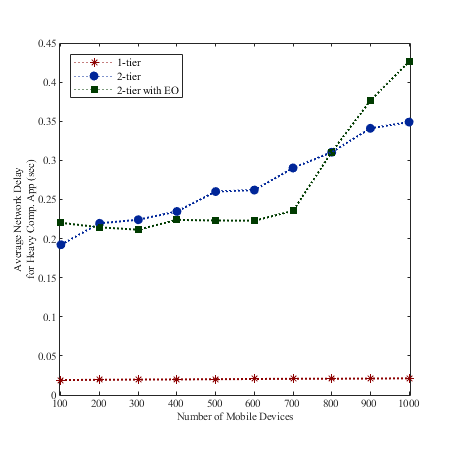 0.45
0.4
0.35
0.3
0.25
0.2
0.15
0.1
0.05
0
1-tier
2-tier
2-tier with EO
Average Network Delay
for Heavy Comp. App (sec)
100 200 300 400 500 600 700 800 900 1000
Number of Mobile Devices